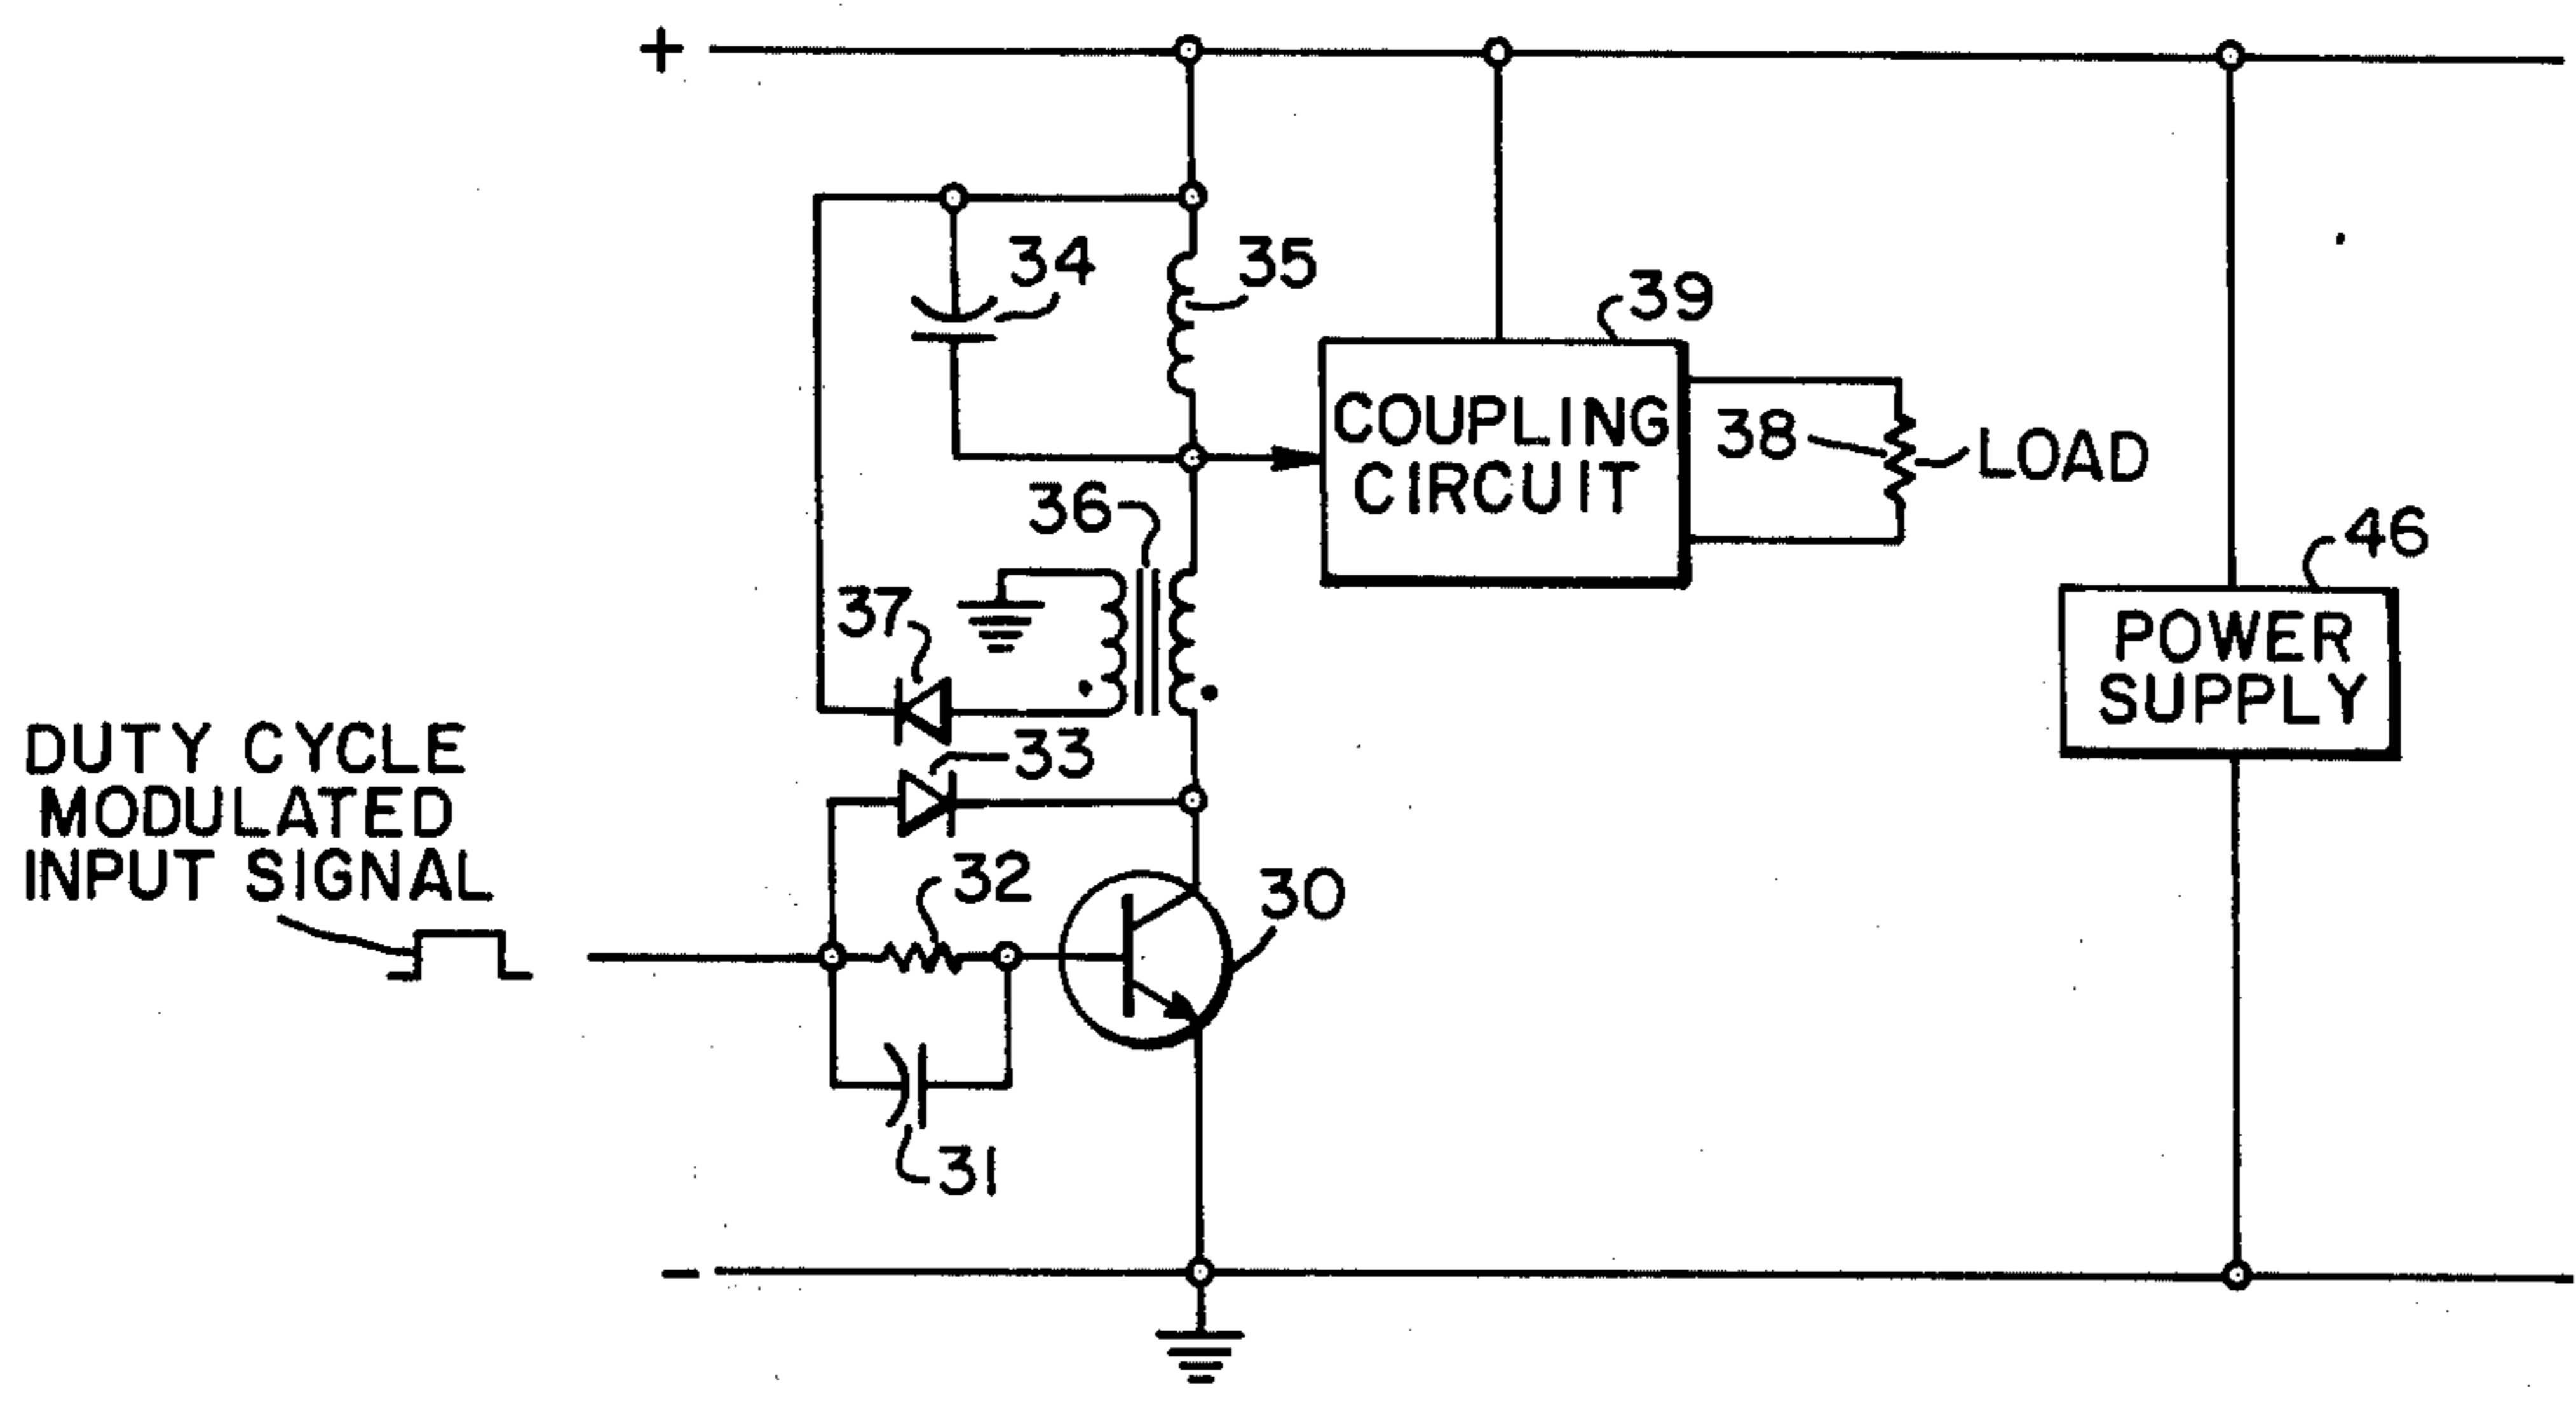 +
34
35
39
COUPLING
CIRCUIT
38
LOAD
36
46
37
POWER
SUPPLY
DUTY CYCLE
MODULATED
INPUT SIGNAL
33
32
30
31
-